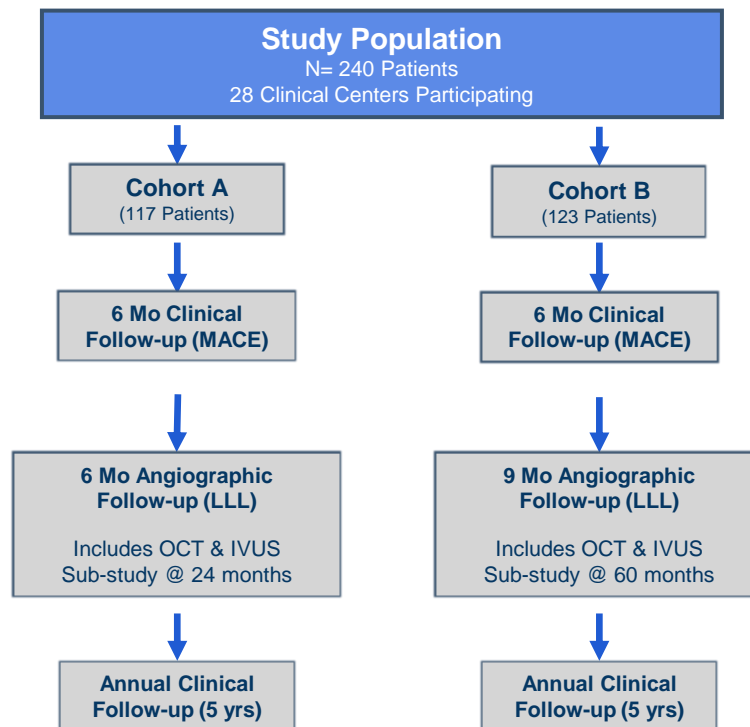 Study Population
N= 240 Patients
28 Clinical Centers Participating
Cohort A
(117 Patients)
Cohort B
(123 Patients)
6 Mo Clinical
Follow-up (MACE)
6 Mo Clinical
Follow-up (MACE)
6 Mo Angiographic
Follow-up (LLL)
Includes OCT & IVUS
Sub-study @ 24 months
9 Mo Angiographic
Follow-up (LLL)
Includes OCT & IVUS
Sub-study @ 60 months
Annual Clinical
Follow-up (5 yrs)
Annual Clinical
Follow-up (5 yrs)